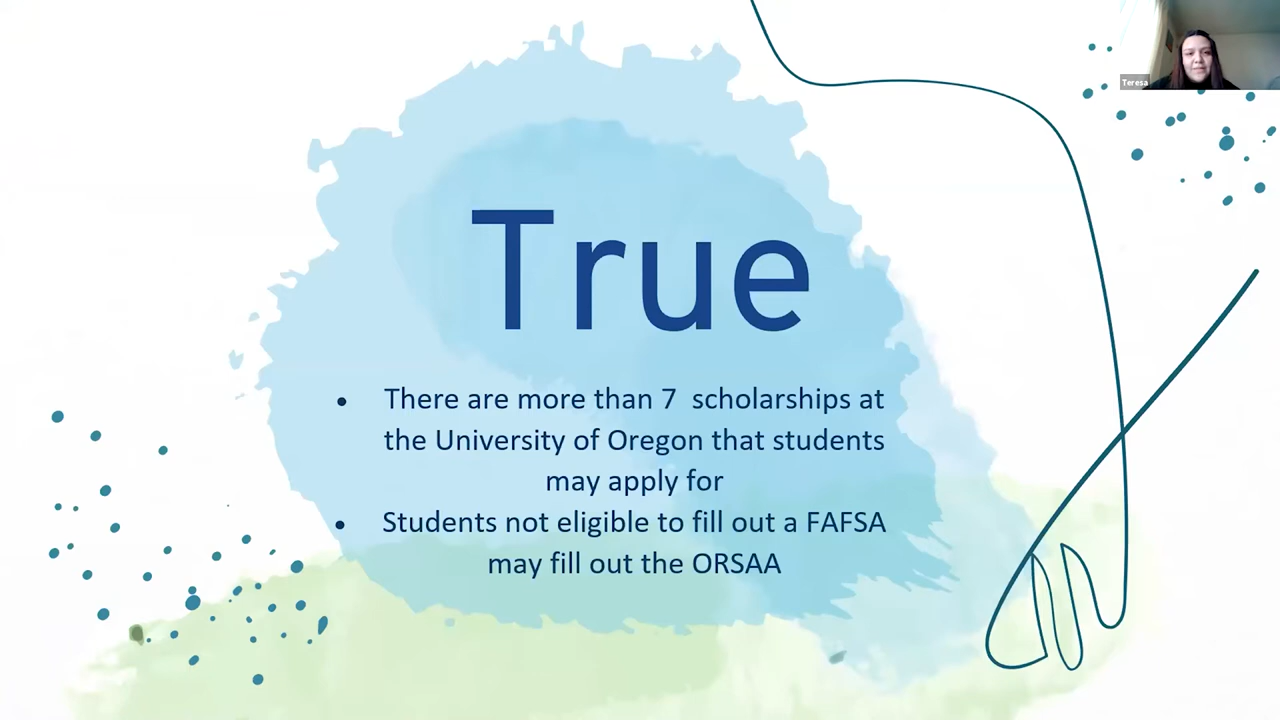 Teresa
True
• There are more than 7 scholarships at
the University of Oregon that students
may apply for
• Students not eligible to fill out a FAFSA
may fill out the ORSAA